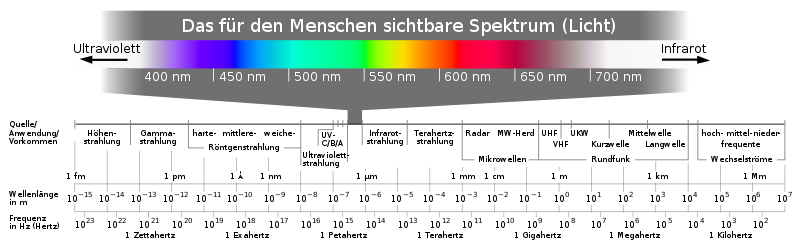 Das für den Menschen sichtbare Spektrum (Licht)
Ultraviolett Infrarot
400 nm 450 nm 500 nm 550 nm 600 nm 650 nm 700 nm
Quelle/
Anwendung/
Vorkommen
Höhen-
strahlung
Gamma-
strahlung
harte- mittlere- weiche-
Röntgenstrahlung
UV-
C/B/A
Ultraviolett-
strahlung
Infrarot-
strahlung
Terahertz-
strahlung
Radar MW-Herd
Mikrowellen
UHF UKW Mittelwelle
VHF Kurzwelle Langwelle
Rundfunk
hoch- mittel- nieder-
frequente
Wechselströme
1 fm 1 pm 1 Å 1 nm 1 µm 1 mm 1 cm 1 m 1 km 1 Mm
Wellenlänge
in m
10⁻¹⁵ 10⁻¹⁴ 10⁻¹³ 10⁻¹² 10⁻¹¹ 10⁻¹⁰ 10⁻⁹ 10⁻⁸ 10⁻⁷ 10⁻⁶ 10⁻⁵ 10⁻⁴ 10⁻³ 10⁻² 10⁻¹ 10⁰ 10¹ 10² 10³ 10⁴ 10⁵ 10⁶ 10⁷
Frequenz
in Hz (Hertz)
10²³ 10²² 10²¹ 10²⁰ 10¹⁹ 10¹⁸ 10¹⁷ 10¹⁶ 10¹⁵ 10¹⁴ 10¹³ 10¹² 10¹¹ 10¹⁰ 10⁹ 10⁸ 10⁷ 10⁶ 10⁵ 10⁴ 10³ 10²
1 Zettahertz 1 Exahertz 1 Petahertz 1 Terahertz 1 Gigahertz 1 Megahertz 1 Kilohertz